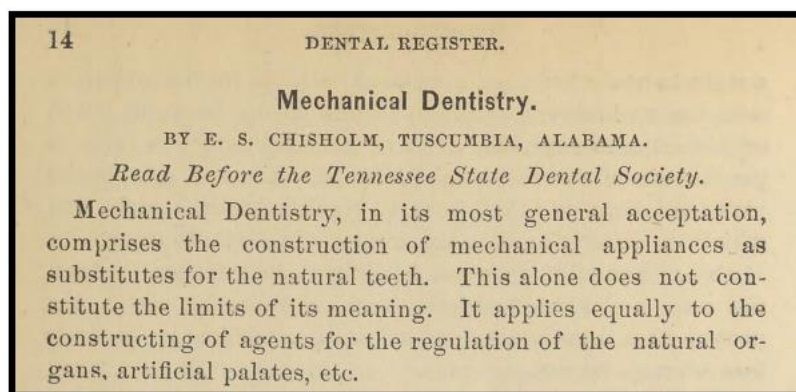 14 DENTAL REGISTER.
Mechanical Dentistry.
BY E. S. CHISHOLM, TUSCUMBIA, ALABAMA.
Read Before the Tennessee State Dental Society.
Mechanical Dentistry, in its most general acceptation,
comprises the construction of mechanical appliances as
substitutes for the natural teeth. This alone does not con-
stitute the limits of its meaning. It applies equally to the
constructing of agents for the regulation of the natural or-
gans, artificial palates, etc.